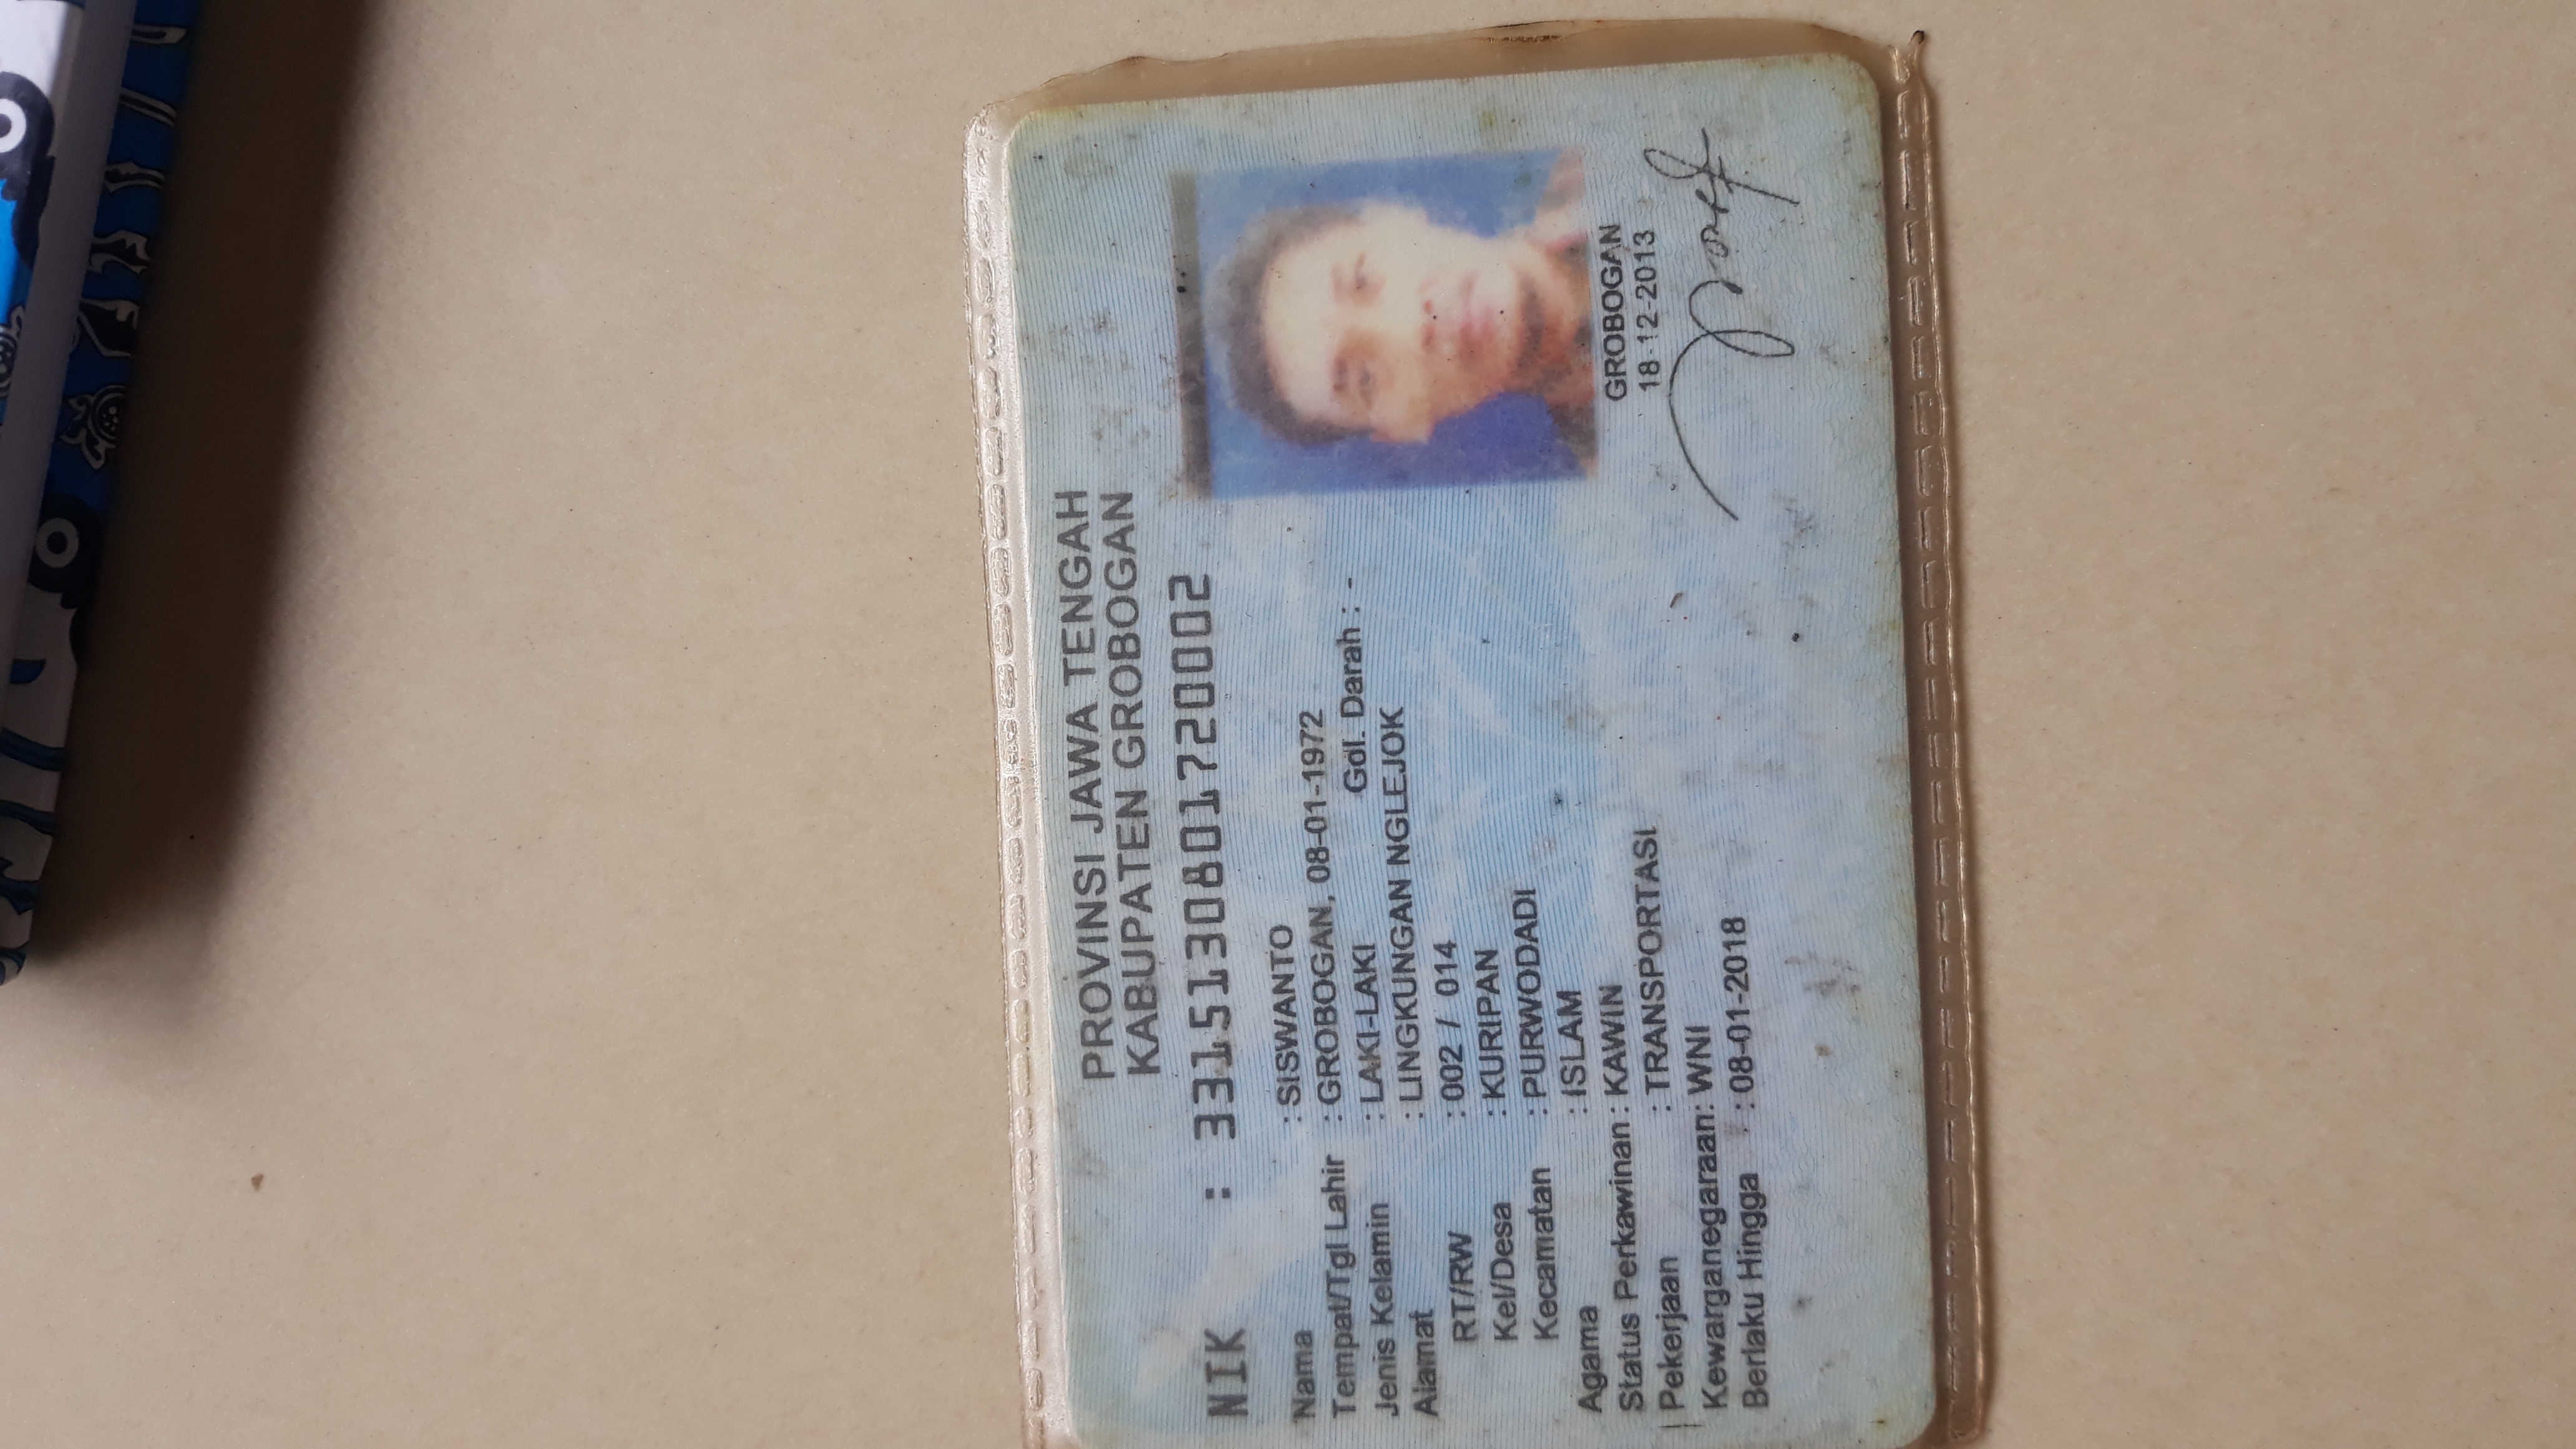 PROVINSI JAWA TENGAH
KABUPATEN GROBOGAN
NIK : 3315130801720002
Nama : SISWANTO
Tempat/Tgl Lahir : GROBOGAN, 08-01-1972
Jenis Kelamin : LAKI-LAKI Gol. Darah : -
Alamat : LINGKUNGAN NGLEJOK
RT/RW : 002 / 014
Kel/Desa : KURIPAN
Kecamatan : PURWODADI
Agama : ISLAM
Status Perkawinan : KAWIN
Pekerjaan : TRANSPORTASI
Kewarganegaraan: WNI
Berlaku Hingga : 08-01-2018
GROBOGAN
18-12-2013